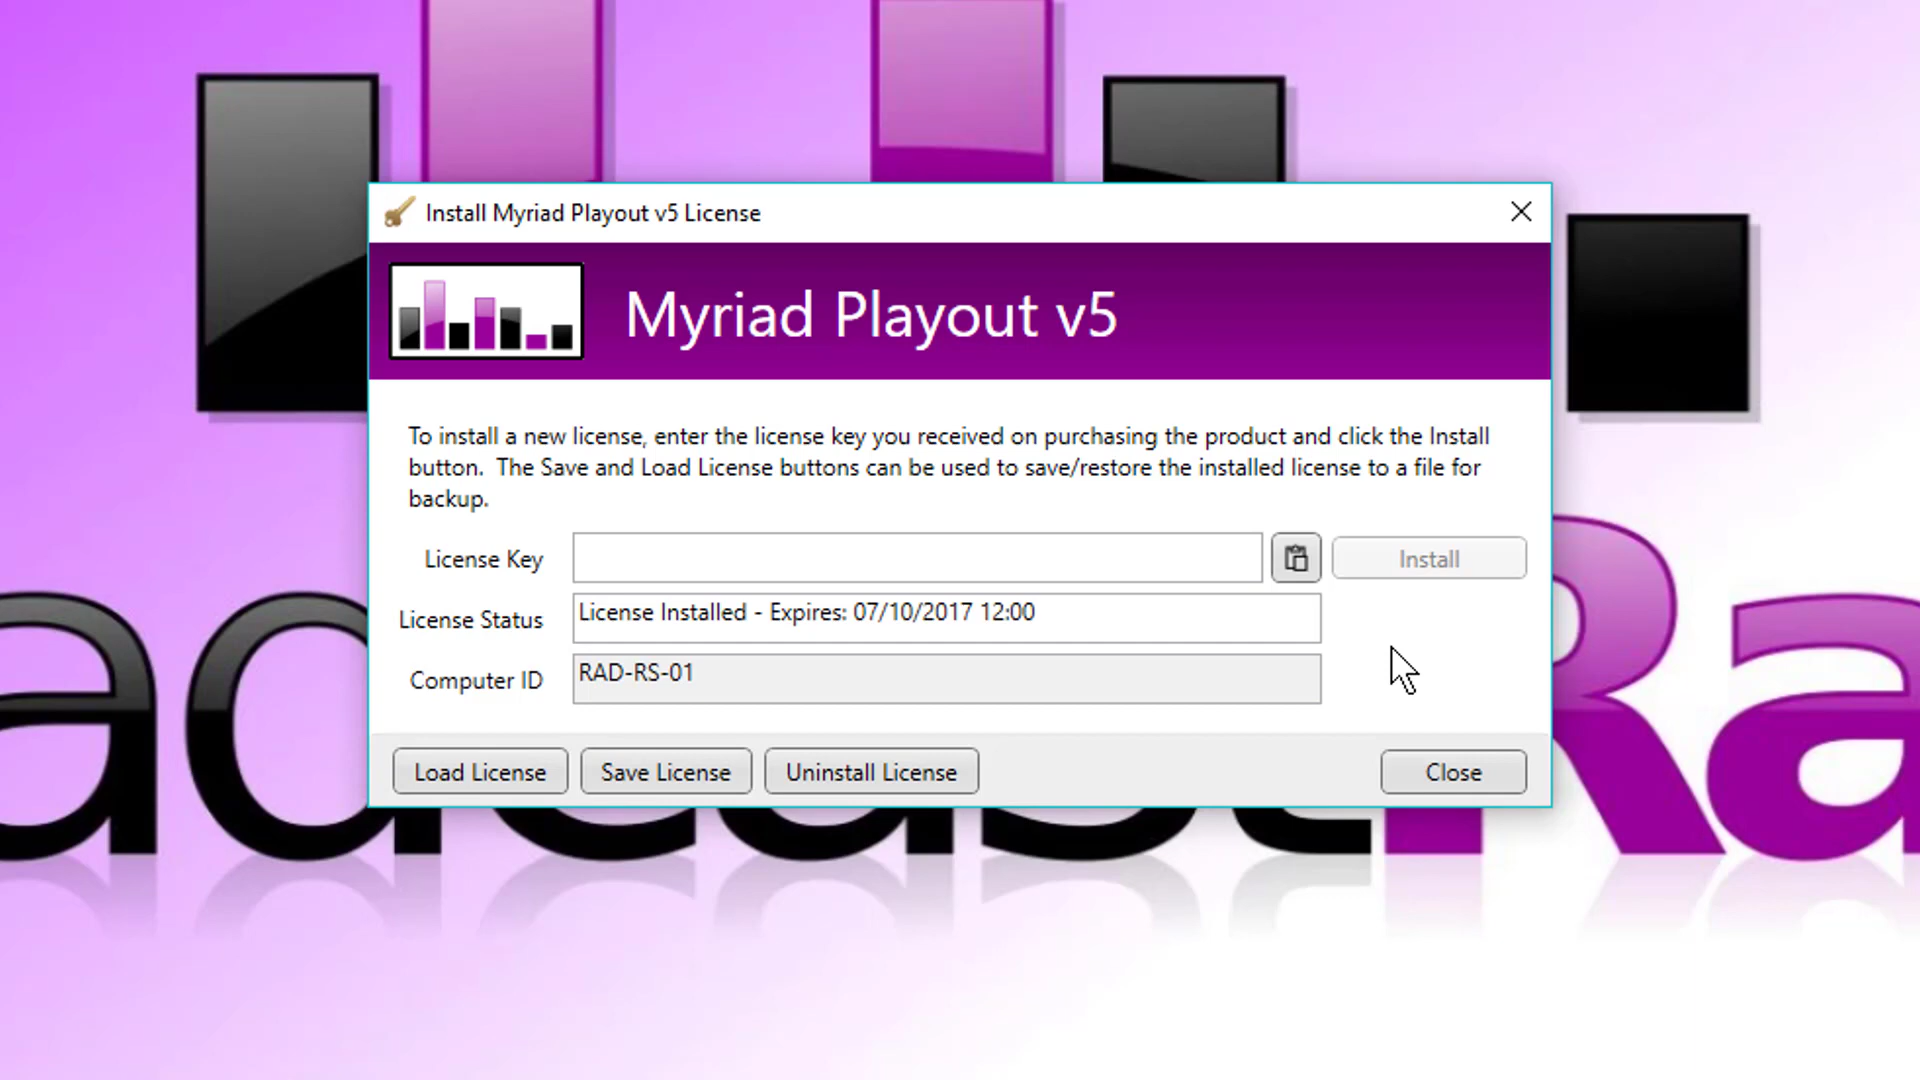 Install Myriad Playout v5 License
Myriad Playout v5
To install a new license, enter the license key you received on purchasing the product and click the Install
button.  The Save and Load License buttons can be used to save/restore the installed license to a file for
backup.
License Key
Install
License Status
License Installed - Expires: 07/10/2017 12:00
Computer ID
RAD-RS-01
Load License
Save License
Uninstall License
Close